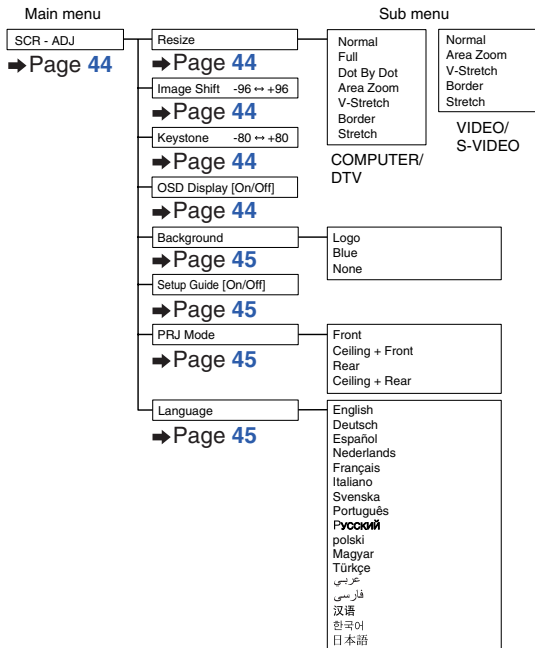 Main menu
Sub menu
SCR - ADJ
➡Page 44
Resize
➡Page 44
Normal
Full
Dot By Dot
Area Zoom
V-Stretch
Border
Stretch
COMPUTER/
DTV
Normal
Area Zoom
V-Stretch
Border
Stretch
VIDEO/
S-VIDEO
Image Shift -96 ↔ +96
➡Page 44
Keystone -80 ↔ +80
➡Page 44
OSD Display [On/Off]
➡Page 44
Background
➡Page 45
Logo
Blue
None
Setup Guide [On/Off]
➡Page 45
PRJ Mode
➡Page 45
Front
Ceiling + Front
Rear
Ceiling + Rear
Language
➡Page 45
English
Deutsch
Español
Nederlands
Français
Italiano
Svenska
Português
Русский
polski
Magyar
Türkçe
عربي
فارسی
汉语
한국어
日本語